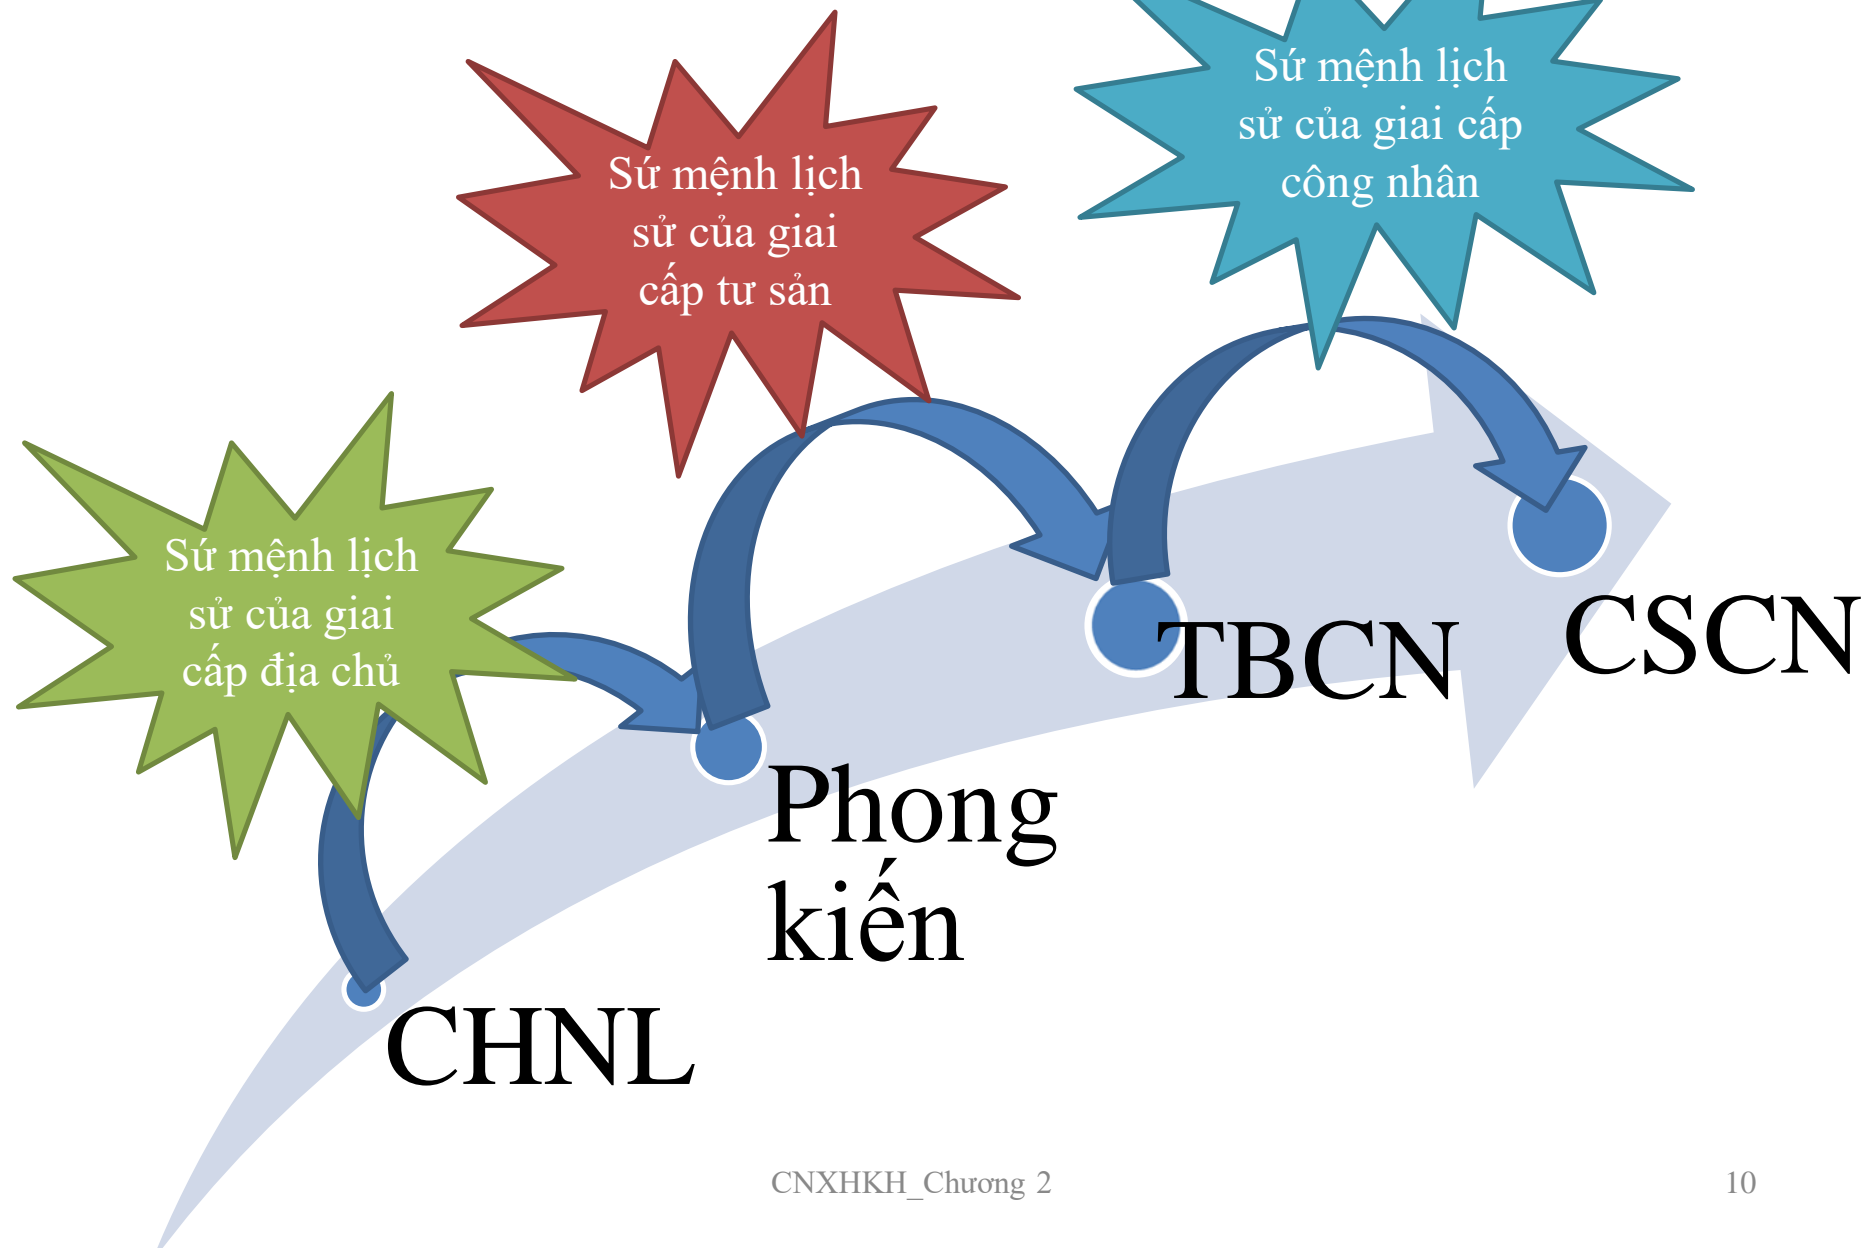 Sứ mệnh lịch
sử của giai cấp
công nhân
Sứ mệnh lịch
sử của giai
cấp tư sản
Sứ mệnh lịch
sử của giai
cấp địa chủ
CSCN
TBCN
Phong
kiến
CHNL
CNXHKH_Chương 2
10